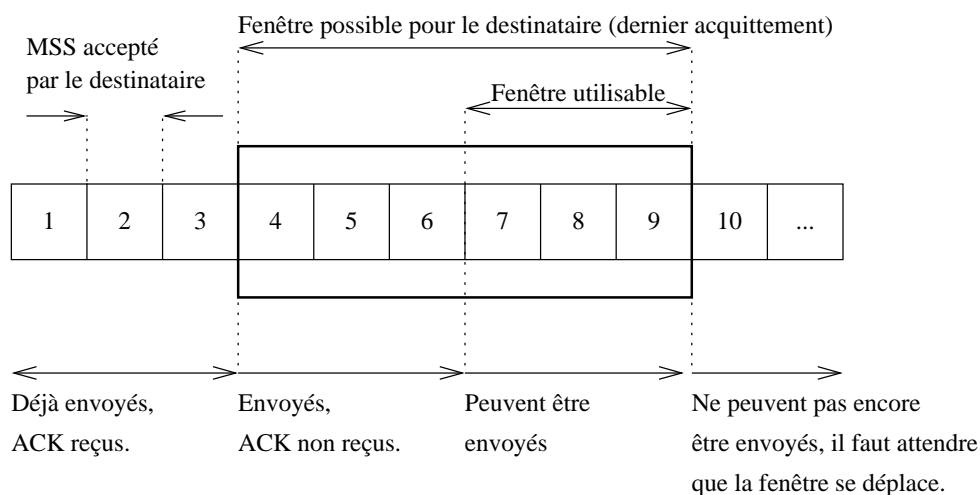 Fenêtre possible pour le destinataire (dernier acquittement)
MSS accepté
par le destinataire
Fenêtre utilisable
1 2 3 4 5 6 7 8 9 10 ...
Déjà envoyés,
ACK reçus.
Envoyés,
ACK non reçus.
Peuvent être
envoyés
Ne peuvent pas encore
être envoyés, il faut attendre
que la fenêtre se déplace.